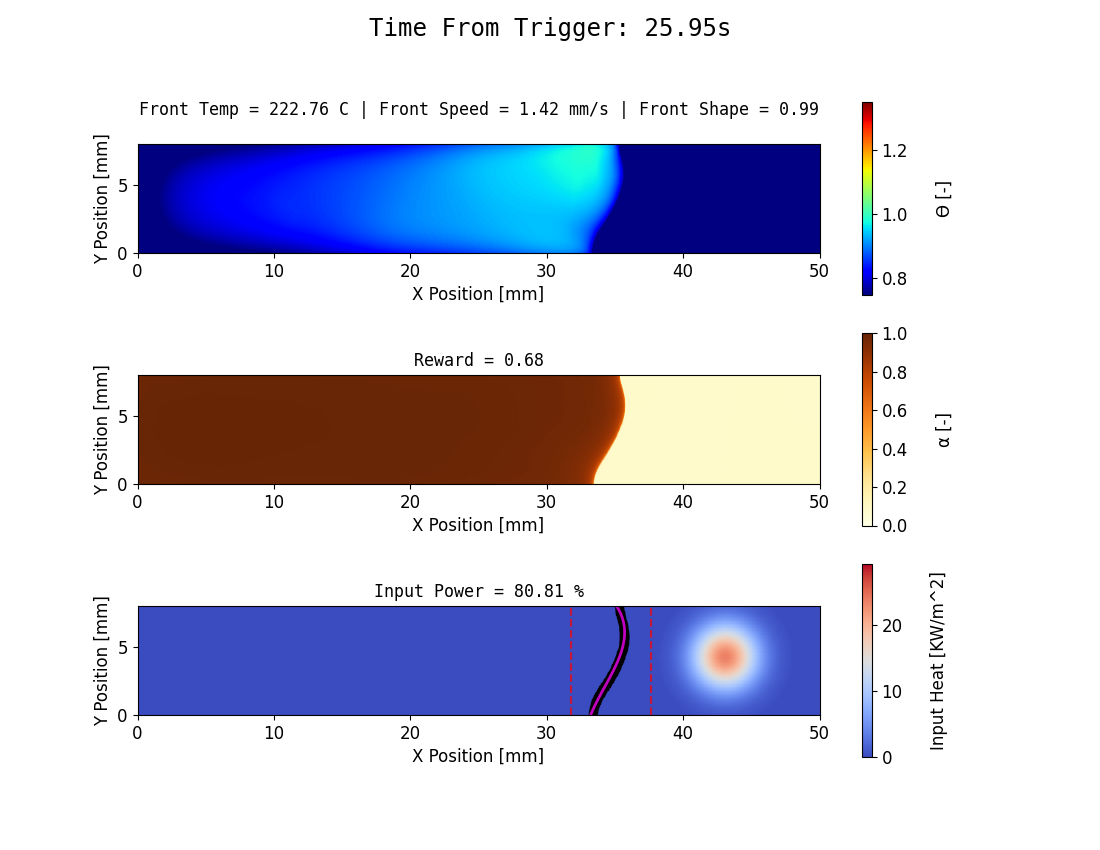 Time From Trigger: 25.95s
Front Temp = 222.76 C | Front Speed = 1.42 mm/s | Front Shape = 0.99
Y Position [mm]
5
0
0 10 20 30 40 50
X Position [mm]
1.2
1.0
0.8
Θ [-]
Reward = 0.68
Y Position [mm]
5
0
0 10 20 30 40 50
X Position [mm]
1.0
0.8
0.6
0.4
0.2
0.0
α [-]
Input Power = 80.81 %
Y Position [mm]
5
0
0 10 20 30 40 50
X Position [mm]
20
10
0
Input Heat [KW/m^2]